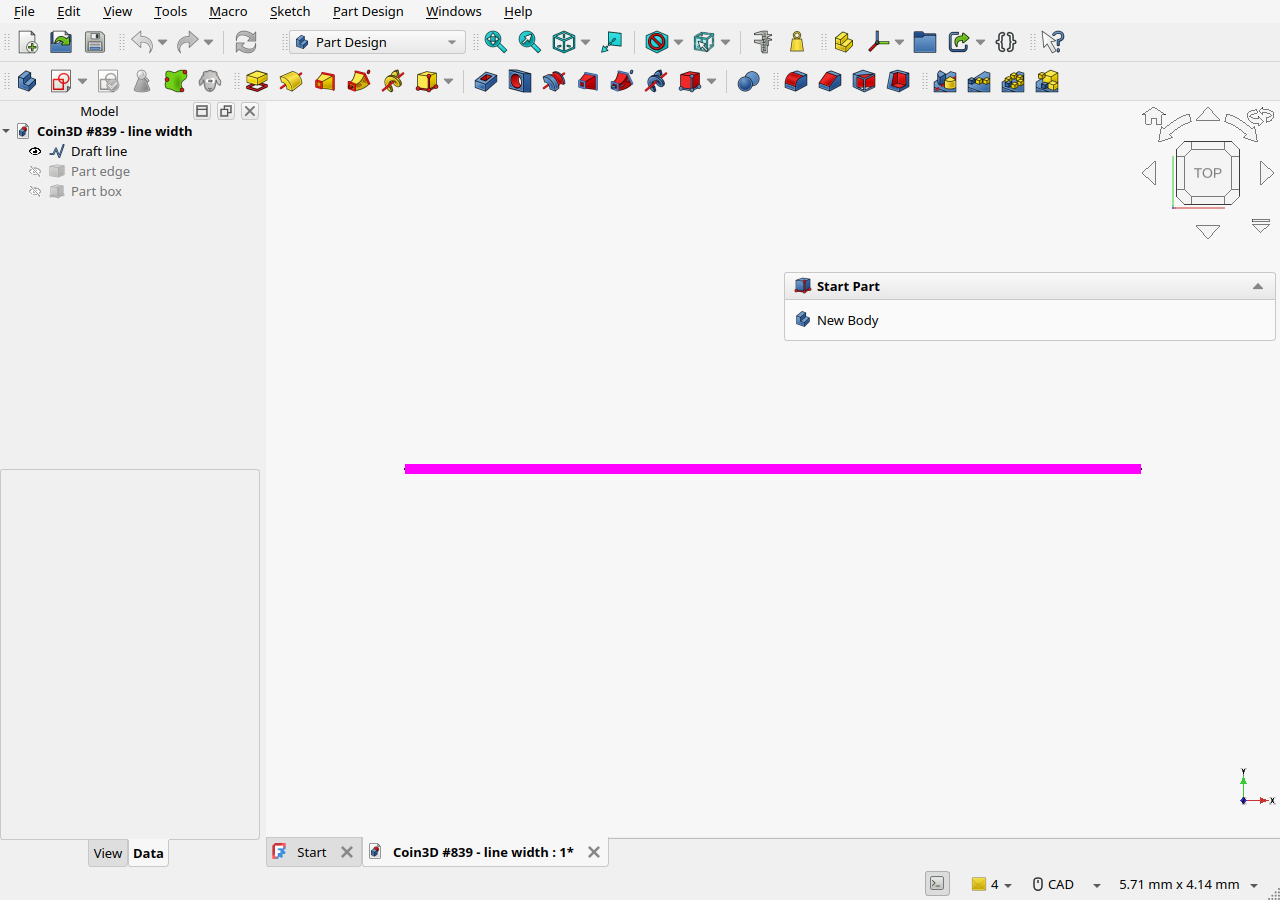 File Edit View Tools Macro Sketch Part Design Windows Help
Part Design
Model
Coin3D #839 - line width
Draft line
Part edge
Part box
TOP
Start Part
New Body
Y
X
View Data
Start
Coin3D #839 - line width : 1*
4 CAD 5.71 mm x 4.14 mm